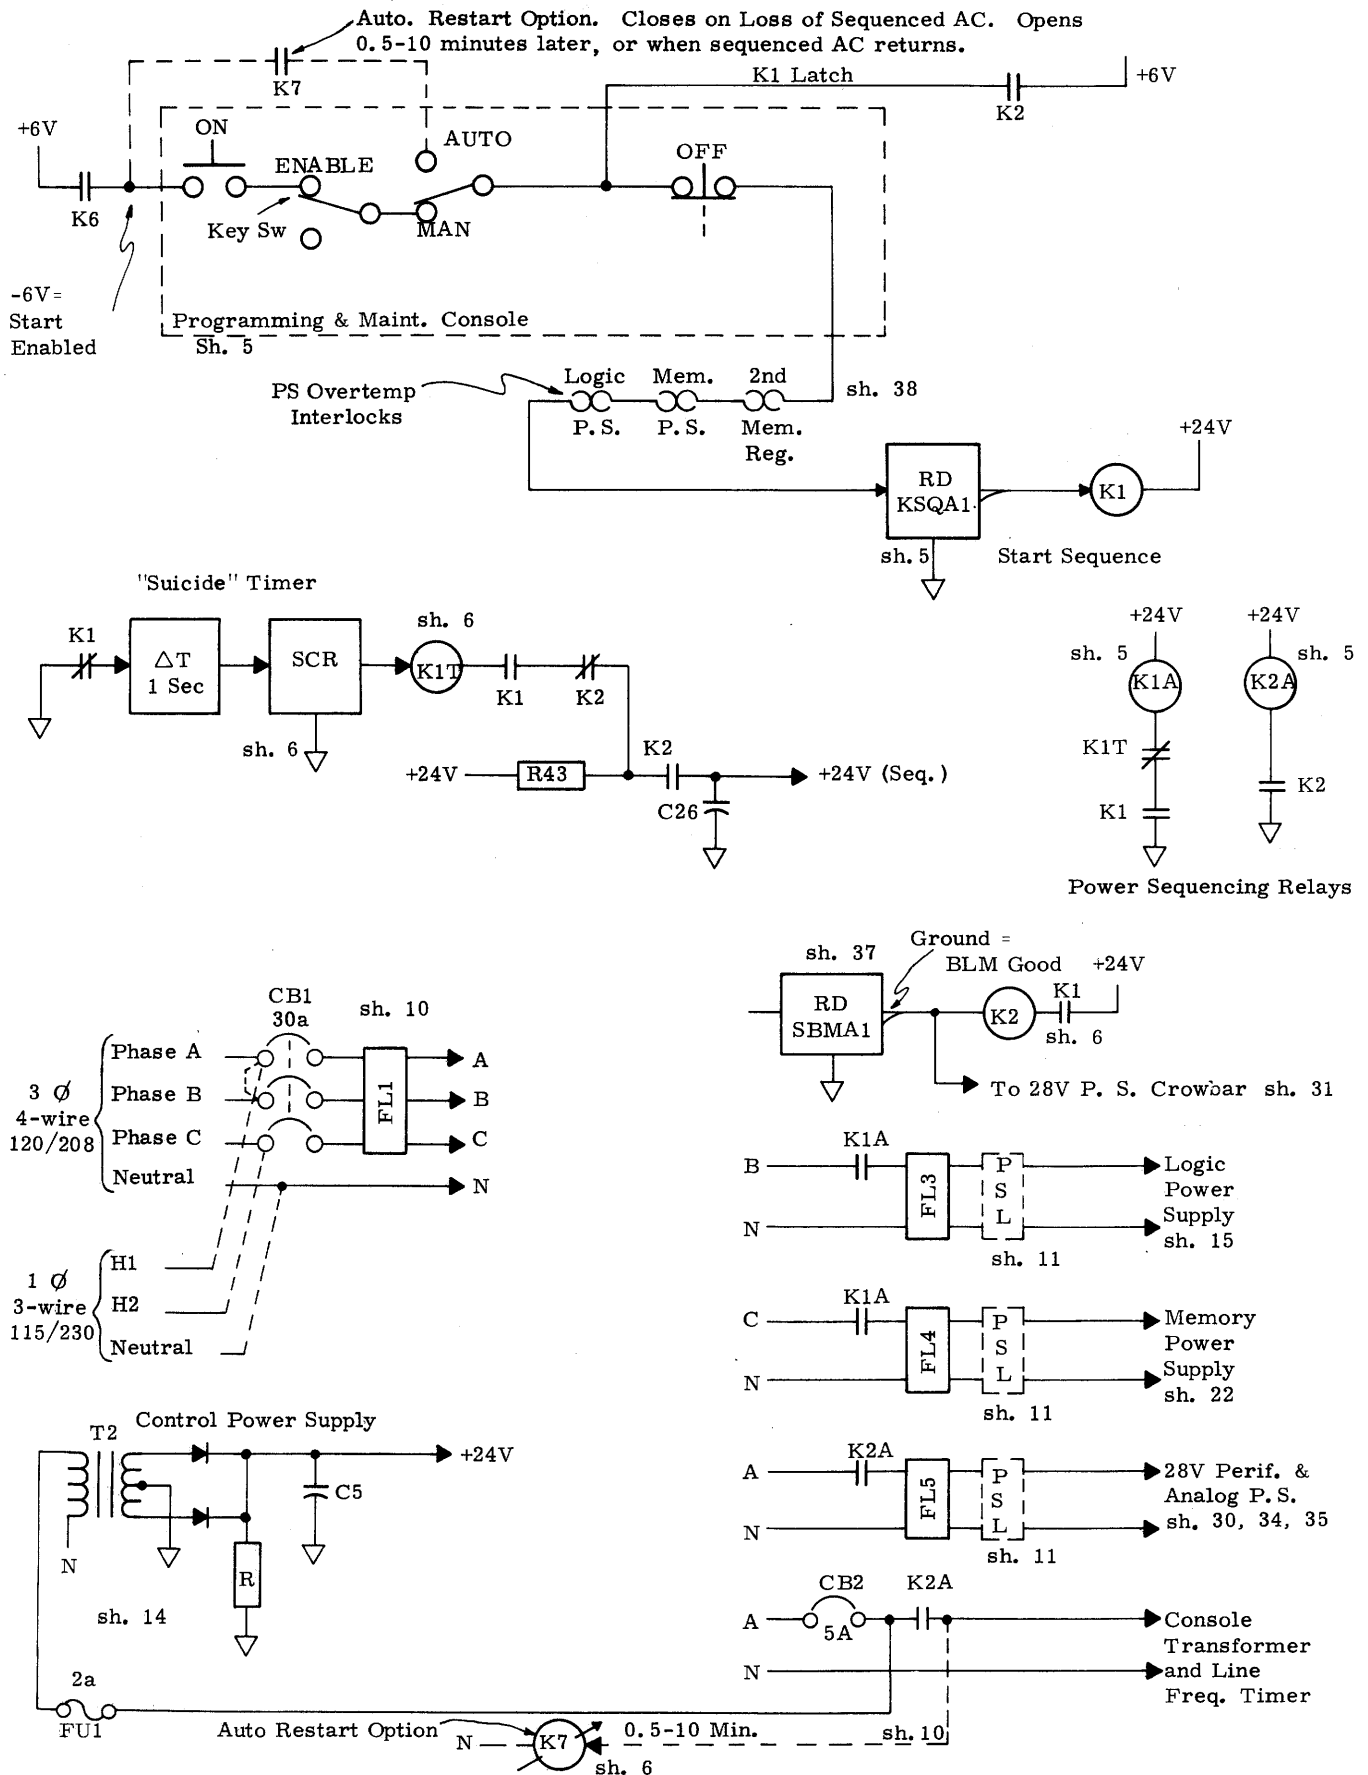 Auto. Restart Option. Closes on Loss of Sequenced AC. Opens
0.5-10 minutes later, or when sequenced AC returns.
K7
K1 Latch
+6V
K2
+6V
ON
AUTO
ENABLE
OFF
K6
Key Sw
MAN
-6V=
Start
Enabled
Programming & Maint. Console
Sh. 5
PS Overtemp
Interlocks
Logic
P.S.
Mem.
P.S.
2nd
Mem.
Reg.
sh. 38
+24V
RD
KSQA1
K1
sh. 5
Start Sequence
"Suicide" Timer
K1
△T
1 Sec
SCR
sh. 6
K1T
K1
K2
sh. 6
+24V
R43
K2
C26
+24V (Seq.)
+24V
sh. 5
K1A
K1T
K1
+24V
sh. 5
K2A
K2
Power Sequencing Relays
sh. 37
Ground =
BLM Good
+24V
RD
SBMA1
K2
K1
sh. 6
To 28V P. S. Crowbar sh. 31
CB1
30a
sh. 10
3 Ø
4-wire
120/208
Phase A
Phase B
Phase C
Neutral
FL1
A
B
C
N
1 Ø
3-wire
115/230
H1
H2
Neutral
B
N
K1A
FL3
P
S
L
sh. 11
Logic
Power
Supply
sh. 15
C
N
K1A
FL4
P
S
L
sh. 11
Memory
Power
Supply
sh. 22
A
N
K2A
FL5
P
S
L
sh. 11
28V Perif. &
Analog P.S.
sh. 30, 34, 35
A
N
CB2
5A
K2A
Console
Transformer
and Line
Freq. Timer
Control Power Supply
T2
+24V
C5
N
R
sh. 14
2a
FU1
Auto Restart Option
N
K7
0.5-10 Min.
sh. 6
sh. 10